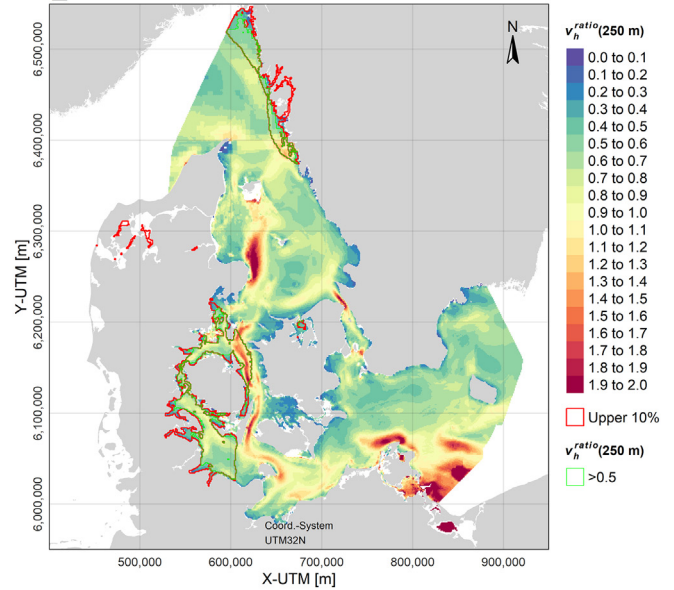 v_h^ratio(250 m)
0.0 to 0.1
0.1 to 0.2
0.2 to 0.3
0.3 to 0.4
0.4 to 0.5
0.5 to 0.6
0.6 to 0.7
0.7 to 0.8
0.8 to 0.9
0.9 to 1.0
1.0 to 1.1
1.1 to 1.2
1.2 to 1.3
1.3 to 1.4
1.4 to 1.5
1.5 to 1.6
1.6 to 1.7
1.7 to 1.8
1.8 to 1.9
1.9 to 2.0
Upper 10%
v_h^ratio(250 m)
>0.5
N
Y-UTM [m]
6,500,000
6,400,000
6,300,000
6,200,000
6,100,000
6,000,000
Coord.-System
UTM32N
500,000 600,000 700,000 800,000 900,000
X-UTM [m]